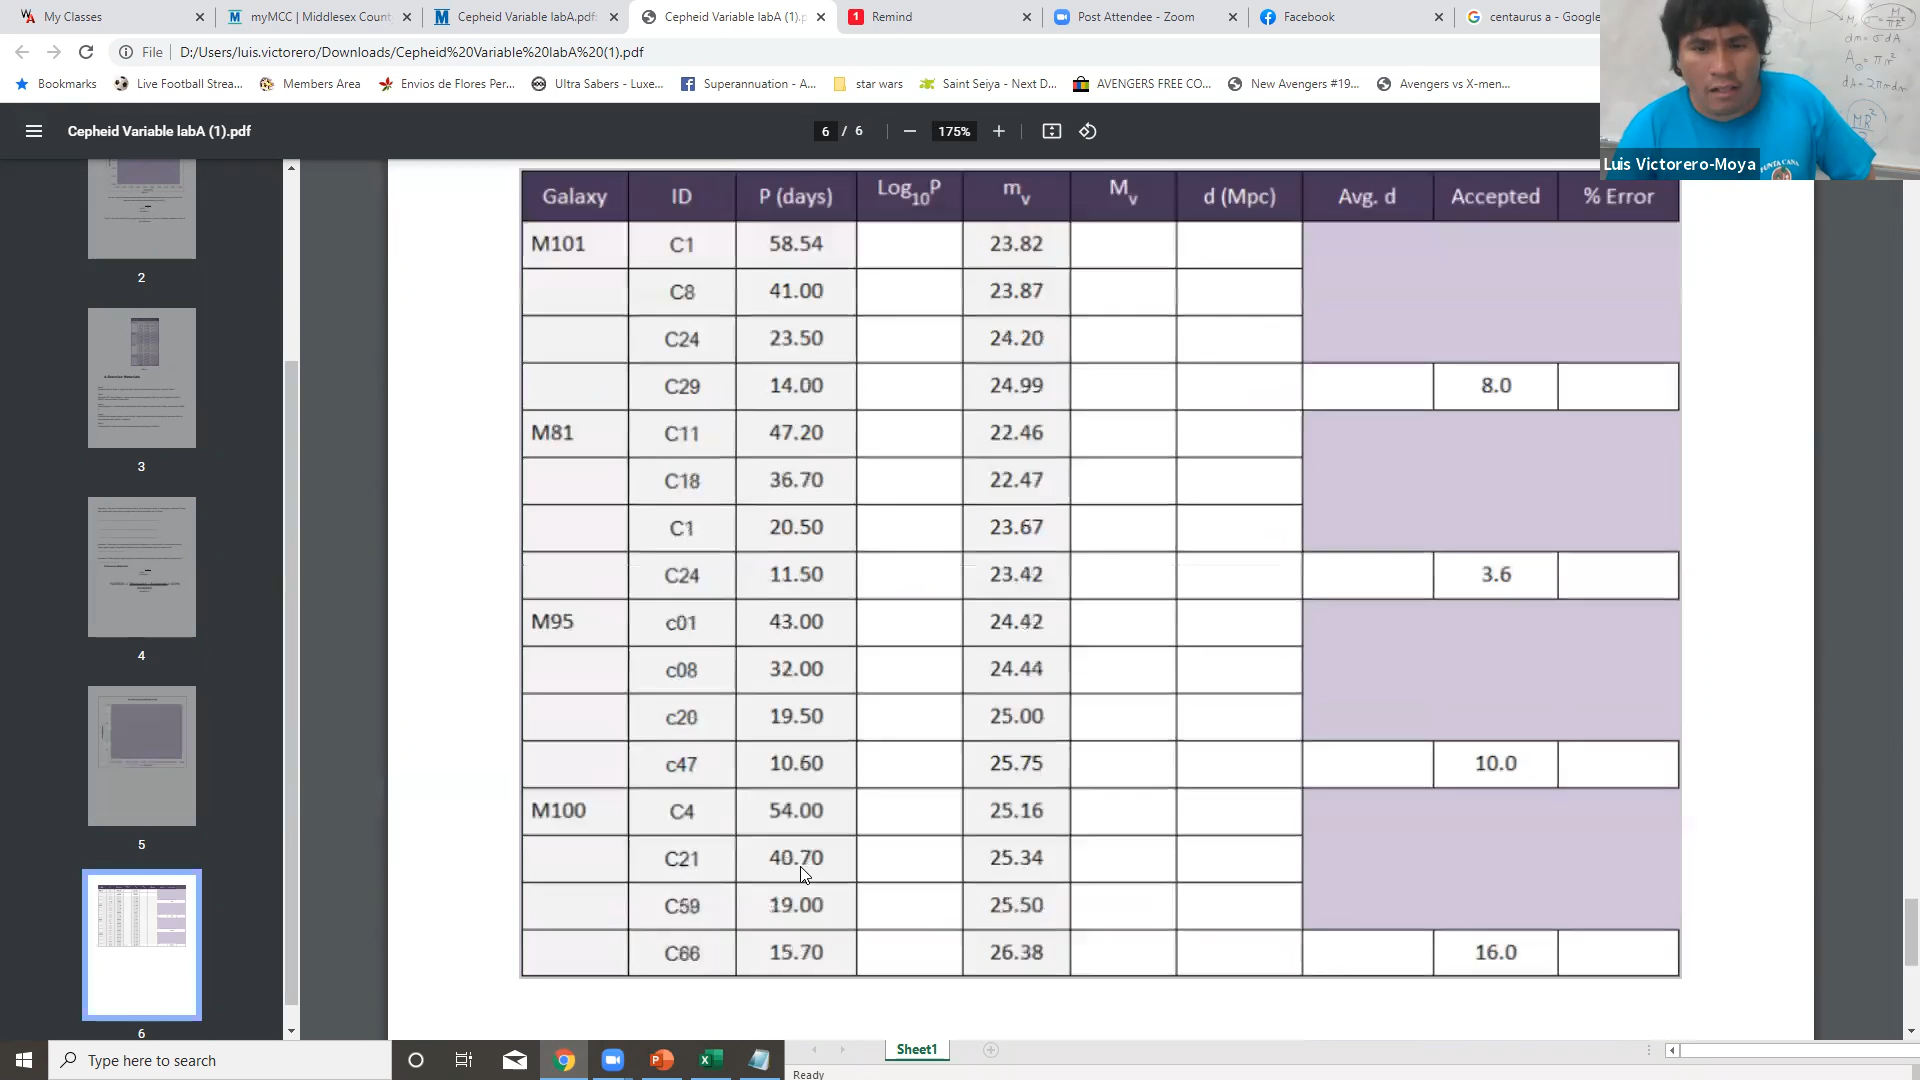 My Classes
myMCC | Middlesex Count
Cepheid Variable labA.pdf
Cepheid Variable labA (1).p
Remind
Post Attendee - Zoom
Facebook
centaurus a - Google
File D:/Users/luis.victorero/Downloads/Cepheid%20Variable%20labA%20(1).pdf
Bookmarks Live Football Strea... Members Area Envios de Flores Per... Ultra Sabers - Luxe... Superannuation - A... star wars Saint Seiya - Next D... AVENGERS FREE CO... New Avengers #19... Avengers vs X-men...
Cepheid Variable labA (1).pdf 6 / 6 175%
Luis Victorero-Moya
2
3
4
5
6
Galaxy ID P (days) Log10P mv Mv d (Mpc) Avg. d Accepted % Error
M101 C1 58.54 23.82
C8 41.00 23.87
C24 23.50 24.20
C29 14.00 24.99 8.0
M81 C11 47.20 22.46
C18 36.70 22.47
C1 20.50 23.67
C24 11.50 23.42 3.6
M95 c01 43.00 24.42
c08 32.00 24.44
c20 19.50 25.00
c47 10.60 25.75 10.0
M100 C4 54.00 25.16
C21 40.70 25.34
C59 19.00 25.50
C66 15.70 26.38 16.0
Sheet1
Type here to search
Ready